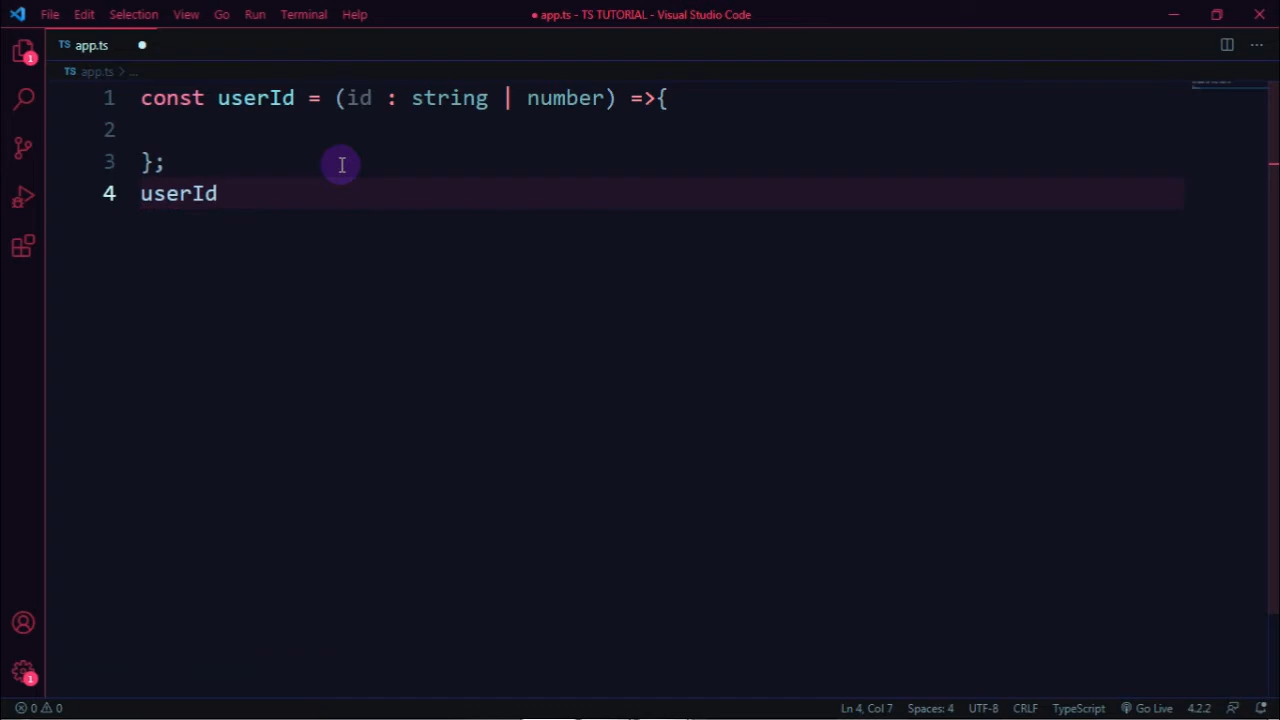 File Edit Selection View Go Run Terminal Help ● app.ts - TS TUTORIAL - Visual Studio Code
1
TS app.ts ●
TS app.ts > ...
1 const userId = (id : string | number) =>{
2
3 };
4 userId
1
0 0 Ln 4, Col 7 Spaces: 4 UTF-8 CRLF TypeScript Go Live 4.2.2